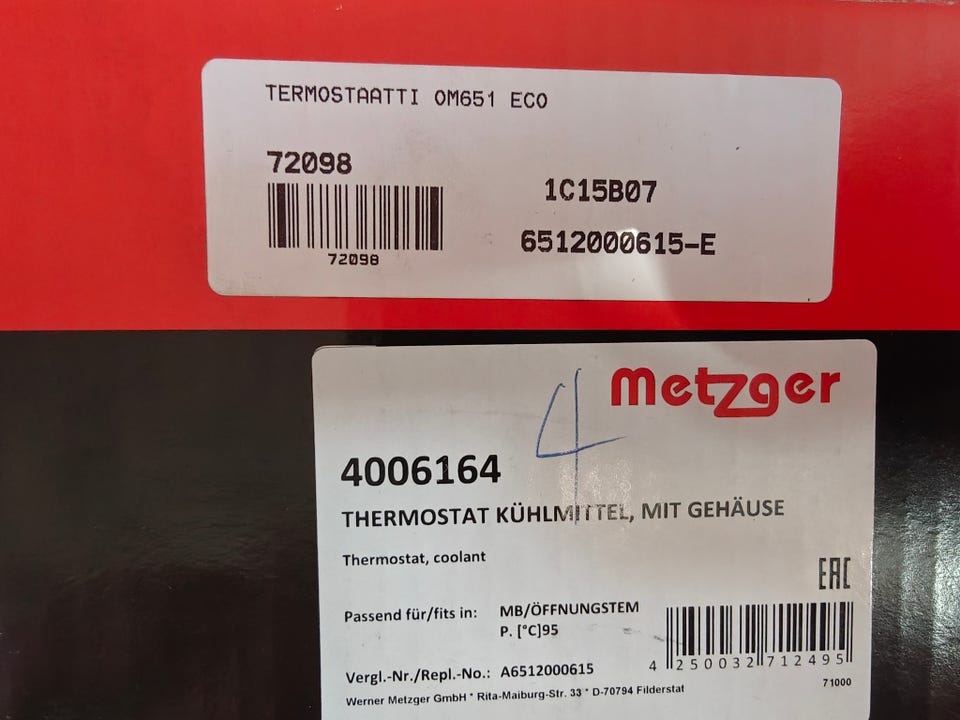 TERMOSTAATTI OM651 ECO
72098
1C15B07
72098
6512000615-E
4
Metzger
4006164
THERMOSTAT KÜHLMITTEL, MIT GEHÄUSE
Thermostat, coolant
EAC
Passend für/fits in: MB/ÖFFNUNGSTEM
P. [°C]95
4 250032 712495
Vergl.-Nr./Repl.-No.: A6512000615
71000
Werner Metzger GmbH * Rita-Maiburg-Str. 33 * D-70794 Filderstat